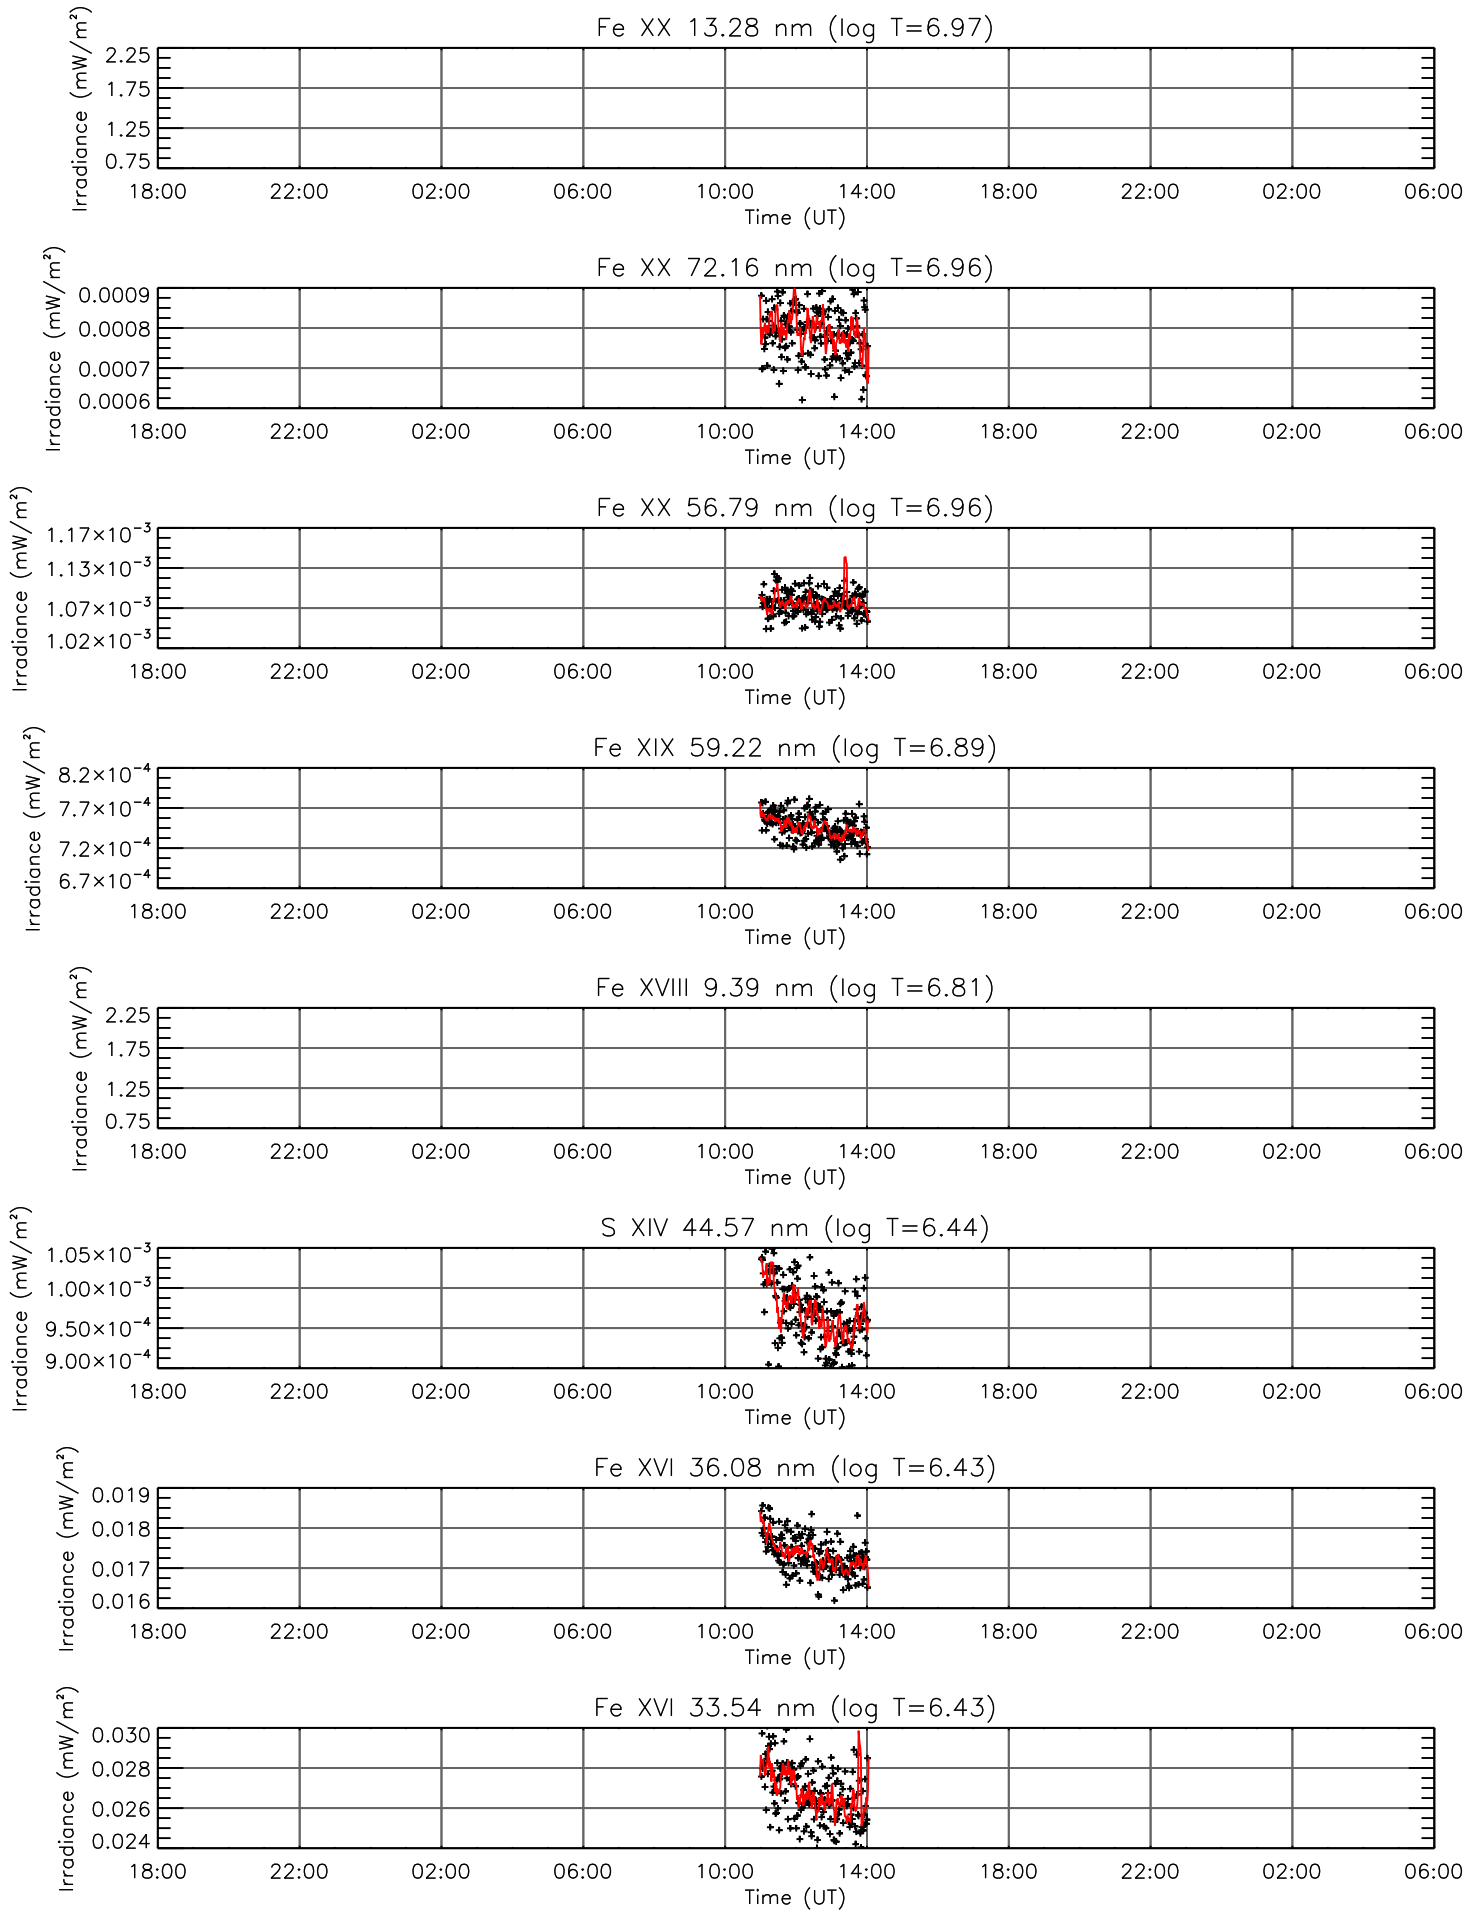 Fe XX 13.28 nm (log T=6.97)
Irradiance (mW/m²)
2.25
1.75
1.25
0.75
18:00 22:00 02:00 06:00 10:00 14:00 18:00 22:00 02:00 06:00
Time (UT)
Fe XX 72.16 nm (log T=6.96)
Irradiance (mW/m²)
0.0009
0.0008
0.0007
0.0006
18:00 22:00 02:00 06:00 10:00 14:00 18:00 22:00 02:00 06:00
Time (UT)
Fe XX 56.79 nm (log T=6.96)
Irradiance (mW/m²)
1.17×10⁻³
1.13×10⁻³
1.07×10⁻³
1.02×10⁻³
18:00 22:00 02:00 06:00 10:00 14:00 18:00 22:00 02:00 06:00
Time (UT)
Fe XIX 59.22 nm (log T=6.89)
Irradiance (mW/m²)
8.2×10⁻⁴
7.7×10⁻⁴
7.2×10⁻⁴
6.7×10⁻⁴
18:00 22:00 02:00 06:00 10:00 14:00 18:00 22:00 02:00 06:00
Time (UT)
Fe XVIII 9.39 nm (log T=6.81)
Irradiance (mW/m²)
2.25
1.75
1.25
0.75
18:00 22:00 02:00 06:00 10:00 14:00 18:00 22:00 02:00 06:00
Time (UT)
S XIV 44.57 nm (log T=6.44)
Irradiance (mW/m²)
1.05×10⁻³
1.00×10⁻³
9.50×10⁻⁴
9.00×10⁻⁴
18:00 22:00 02:00 06:00 10:00 14:00 18:00 22:00 02:00 06:00
Time (UT)
Fe XVI 36.08 nm (log T=6.43)
Irradiance (mW/m²)
0.019
0.018
0.017
0.016
18:00 22:00 02:00 06:00 10:00 14:00 18:00 22:00 02:00 06:00
Time (UT)
Fe XVI 33.54 nm (log T=6.43)
Irradiance (mW/m²)
0.030
0.028
0.026
0.024
18:00 22:00 02:00 06:00 10:00 14:00 18:00 22:00 02:00 06:00
Time (UT)